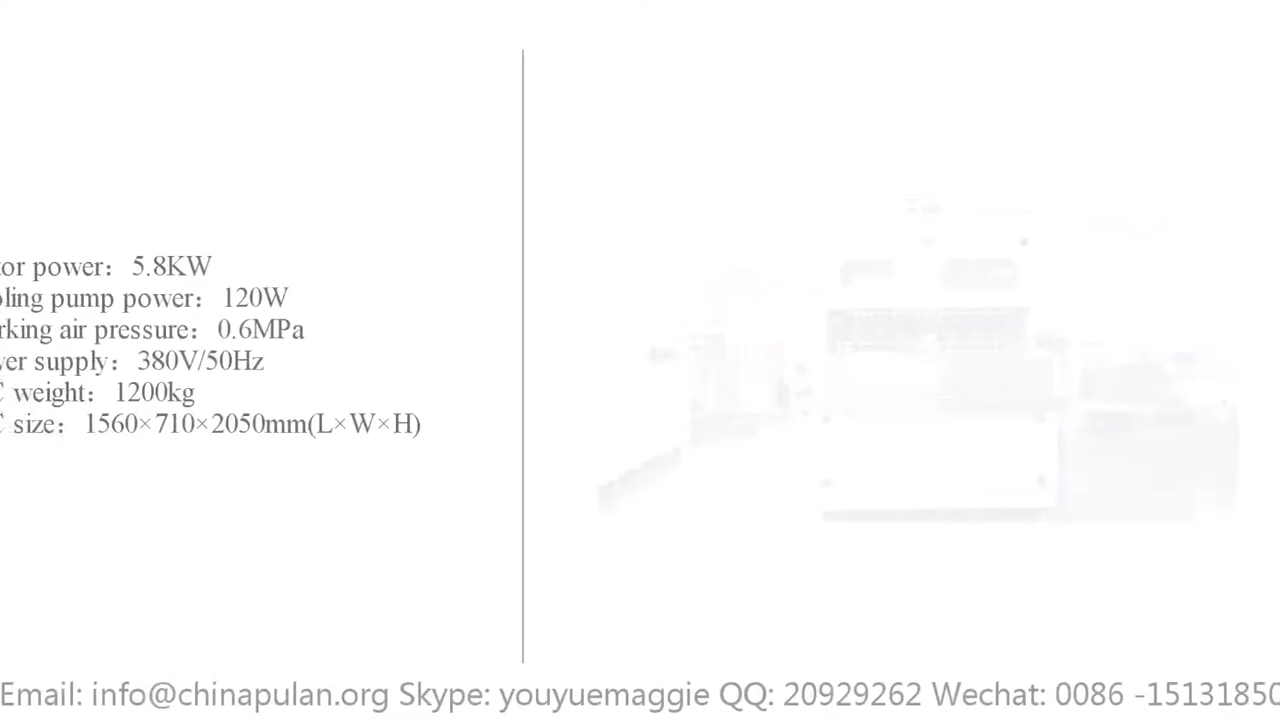 tor power：5.8KW
oling pump power：120W
rking air pressure：0.6MPa
wer supply：380V/50Hz
C weight：1200kg
C size：1560×710×2050mm(L×W×H)
Email: info@chinapulan.org Skype: youyuemaggie QQ: 20929262 Wechat: 0086 -15131850